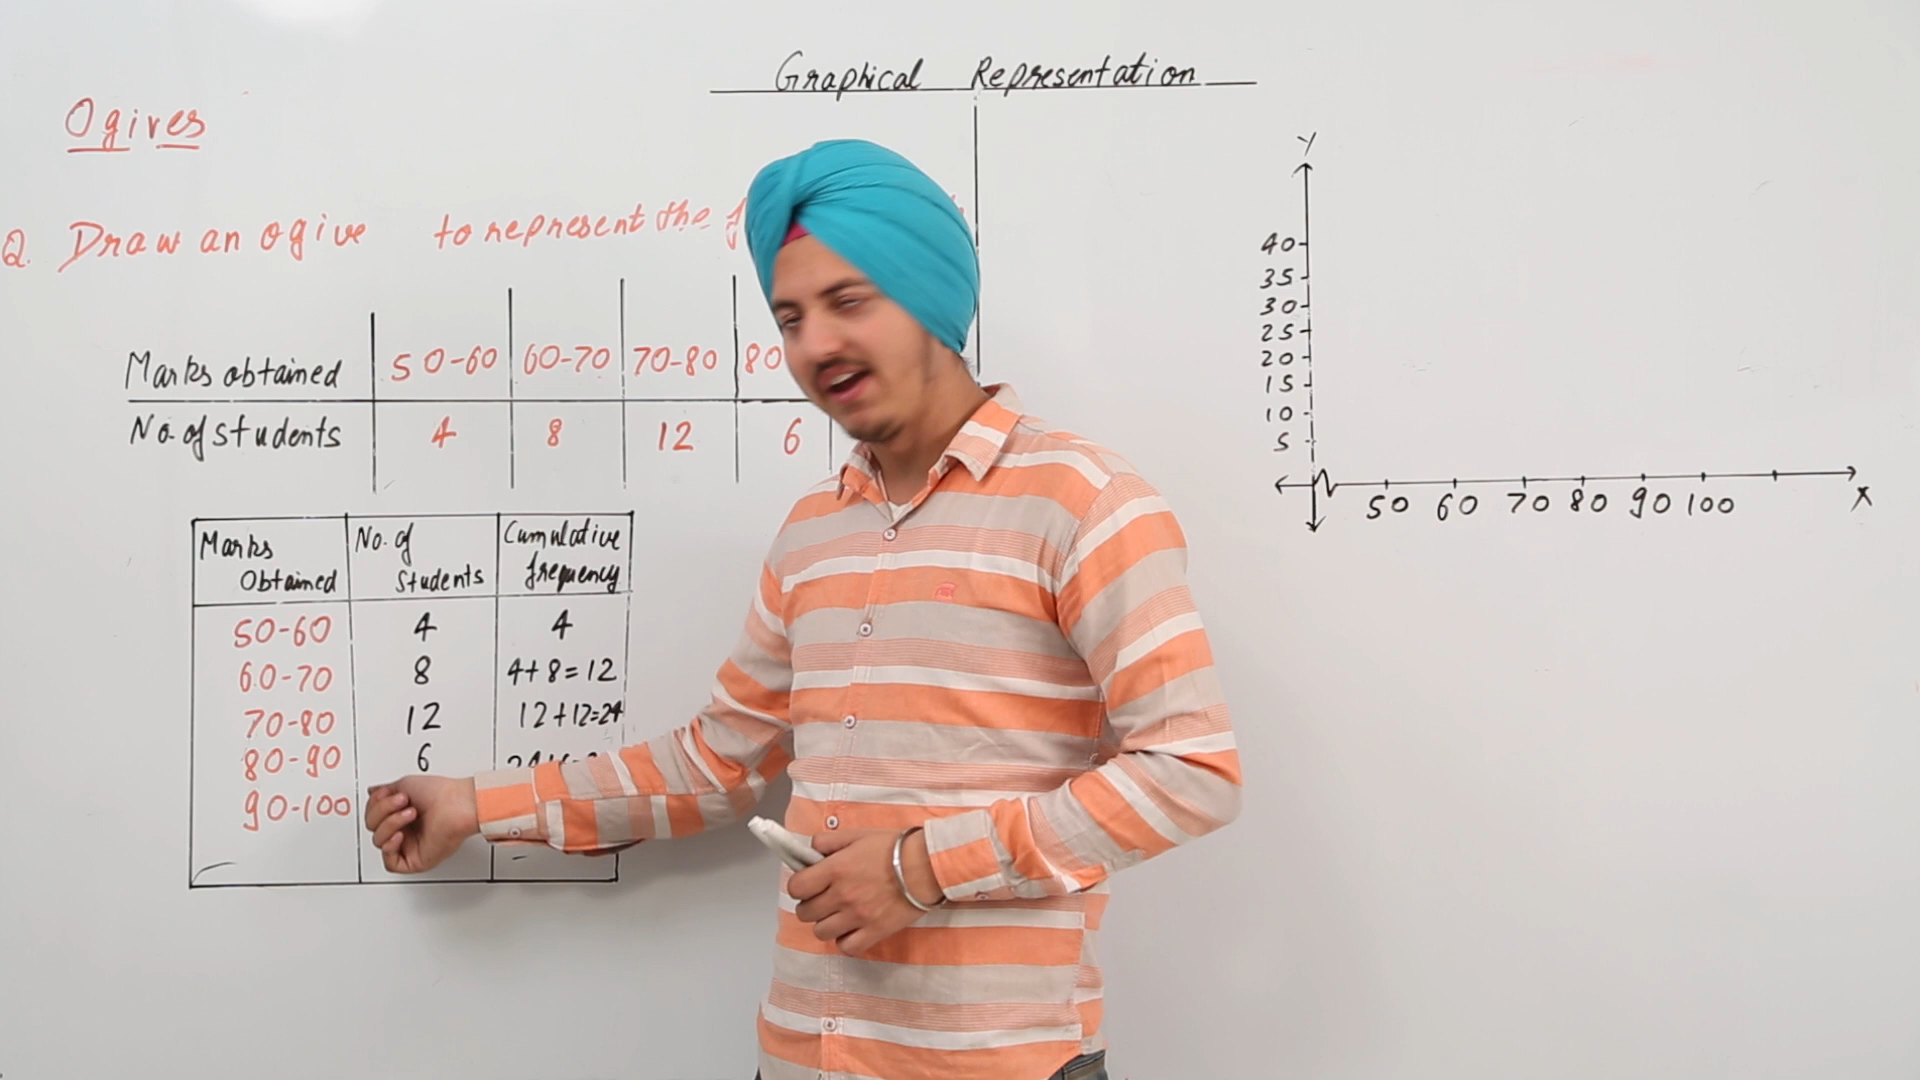 Graphical Representation
Ogives
Q. Draw an ogive to represent the
Marks obtained 50-60 60-70 70-80 80
No. of students 4 8 12 6
Marks Obtained No. of Students Cumulative frequency
50-60 4 4
60-70 8 4+8=12
70-80 12 12+12=24
80-90 6
90-100
Y
40
35
30
25
20
15
10
5
50 60 70 80 90 100 X